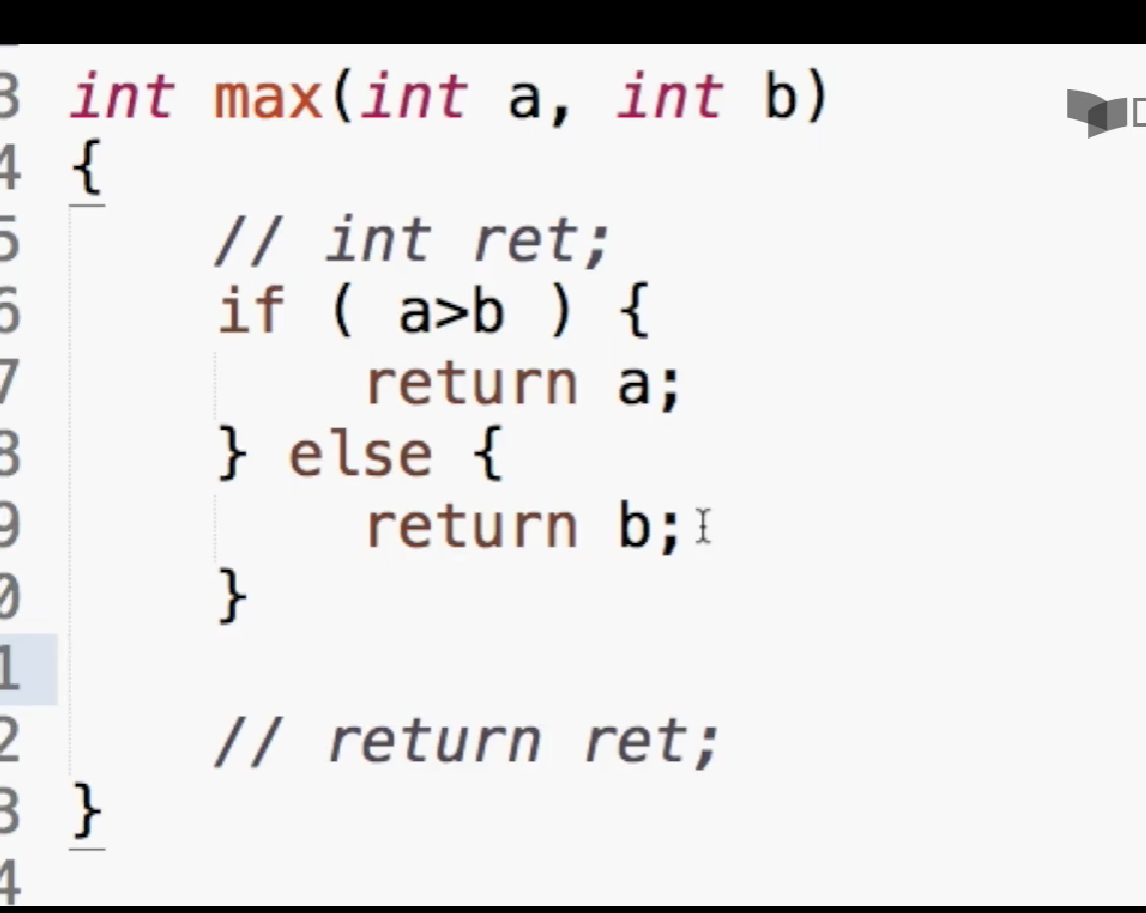 3 int max(int a, int b)
4 {
5 // int ret;
6 if ( a>b ) {
7 return a;
8 } else {
9 return b;
0 }
1
2 // return ret;
3 }
4